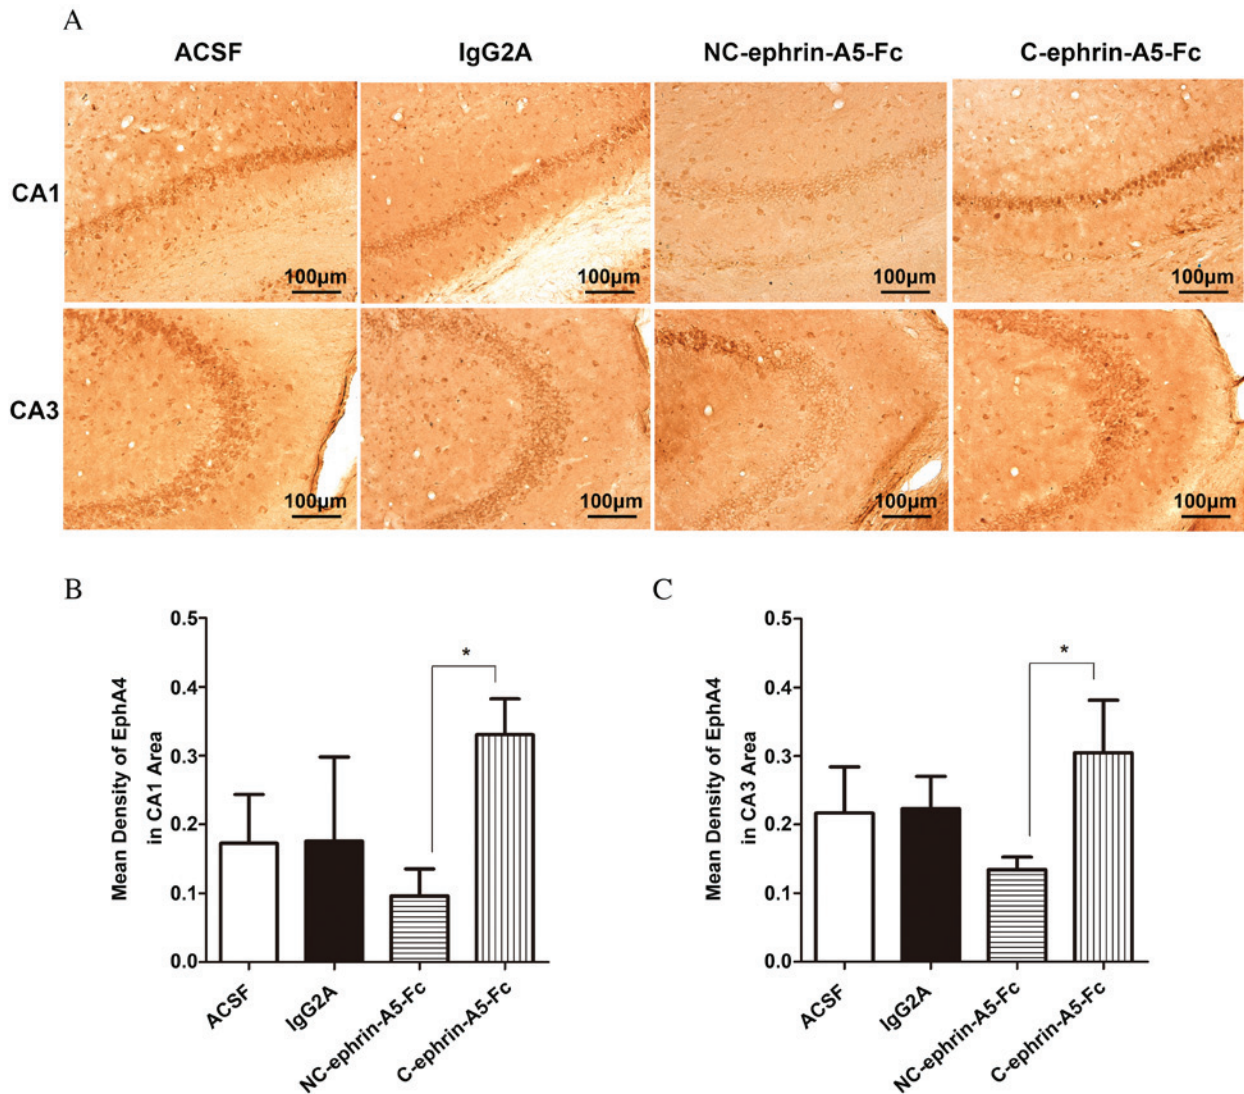 A
ACSF IgG2A NC-ephrin-A5-Fc C-ephrin-A5-Fc
CA1
100μm 100μm 100μm 100μm
CA3
100μm 100μm 100μm 100μm
B
Mean Density of EphA4
in CA1 Area
0.5
0.4
0.3
0.2
0.1
0.0
*
ACSF
IgG2A
NC-ephrin-A5-Fc
C-ephrin-A5-Fc
C
Mean Density of EphA4
in CA3 Area
0.5
0.4
0.3
0.2
0.1
0.0
*
ACSF
IgG2A
NC-ephrin-A5-Fc
C-ephrin-A5-Fc